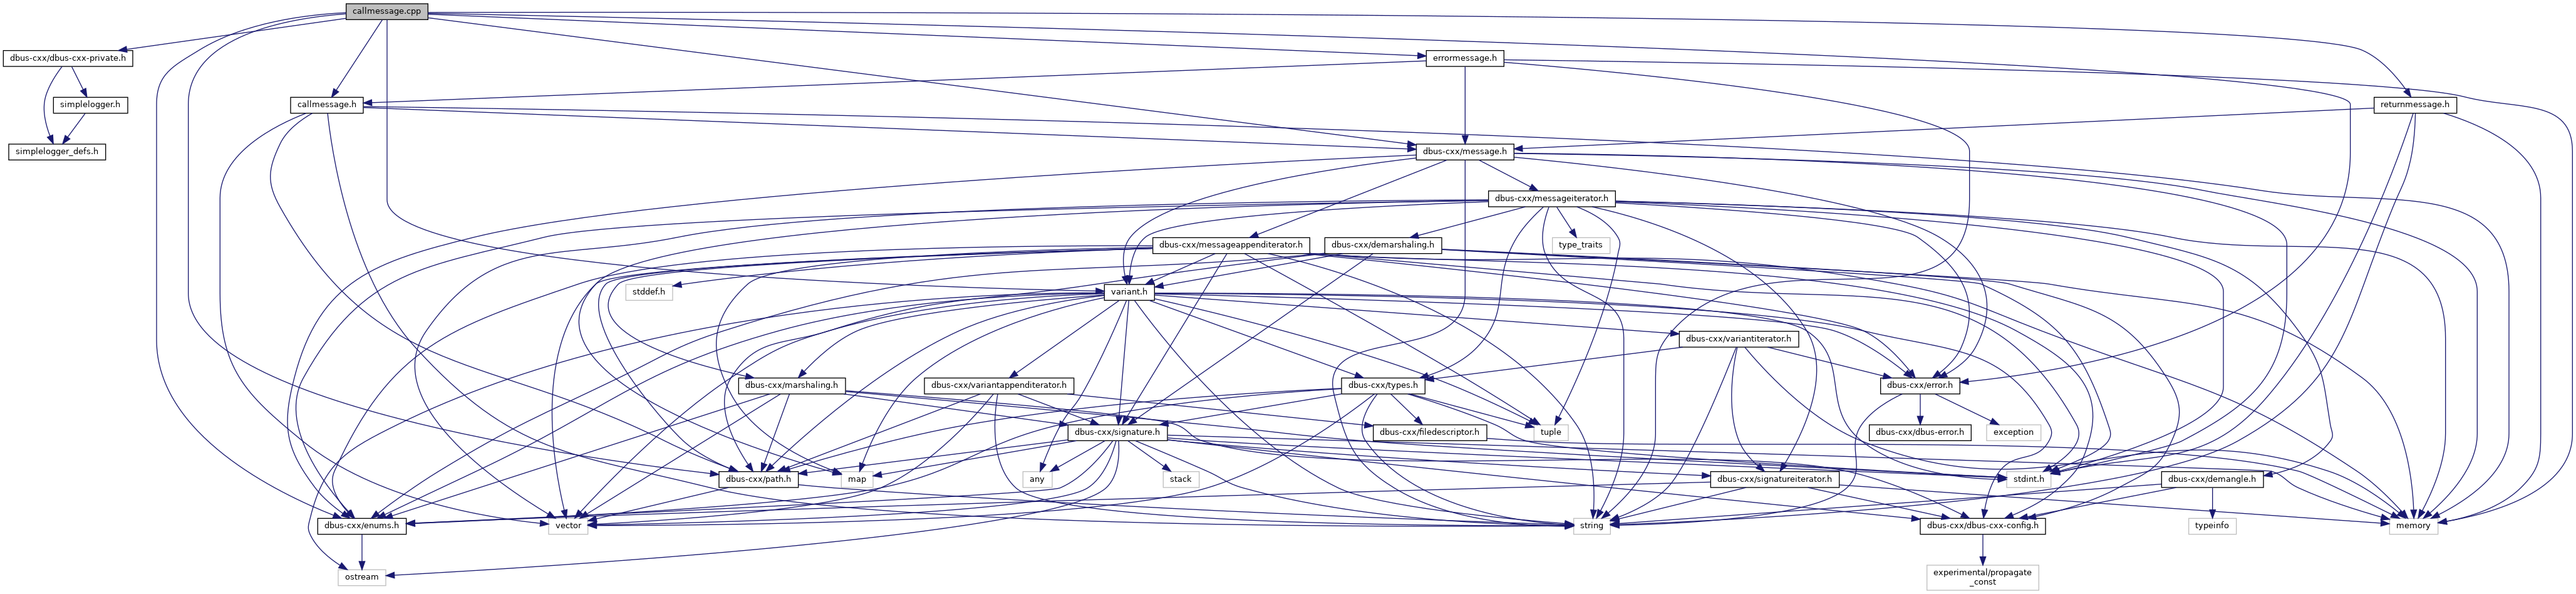 callmessage.cpp
dbus-cxx/dbus-cxx-private.h
errormessage.h
simplelogger.h
callmessage.h
returnmessage.h
simplelogger_defs.h
dbus-cxx/message.h
dbus-cxx/messageiterator.h
dbus-cxx/messageappenditerator.h
dbus-cxx/demarshaling.h
type_traits
stddef.h
variant.h
dbus-cxx/variantiterator.h
dbus-cxx/marshaling.h
dbus-cxx/variantappenditerator.h
dbus-cxx/types.h
dbus-cxx/error.h
dbus-cxx/signature.h
dbus-cxx/filedescriptor.h
tuple
dbus-cxx/dbus-error.h
exception
dbus-cxx/path.h
map
any
stack
dbus-cxx/signatureiterator.h
stdint.h
dbus-cxx/demangle.h
dbus-cxx/enums.h
vector
string
dbus-cxx/dbus-cxx-config.h
typeinfo
memory
ostream
experimental/propagate
_const